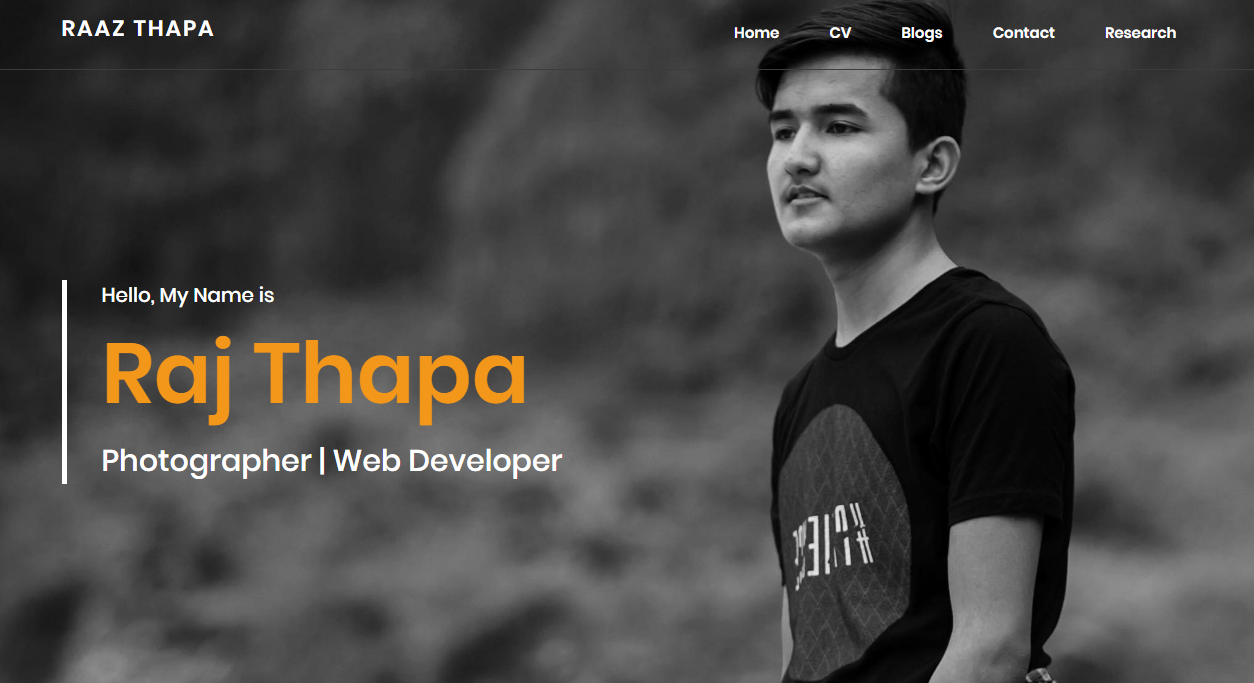 RAAZ THAPA
Home CV Blogs Contact Research
Hello, My Name is
Raj Thapa
Photographer | Web Developer